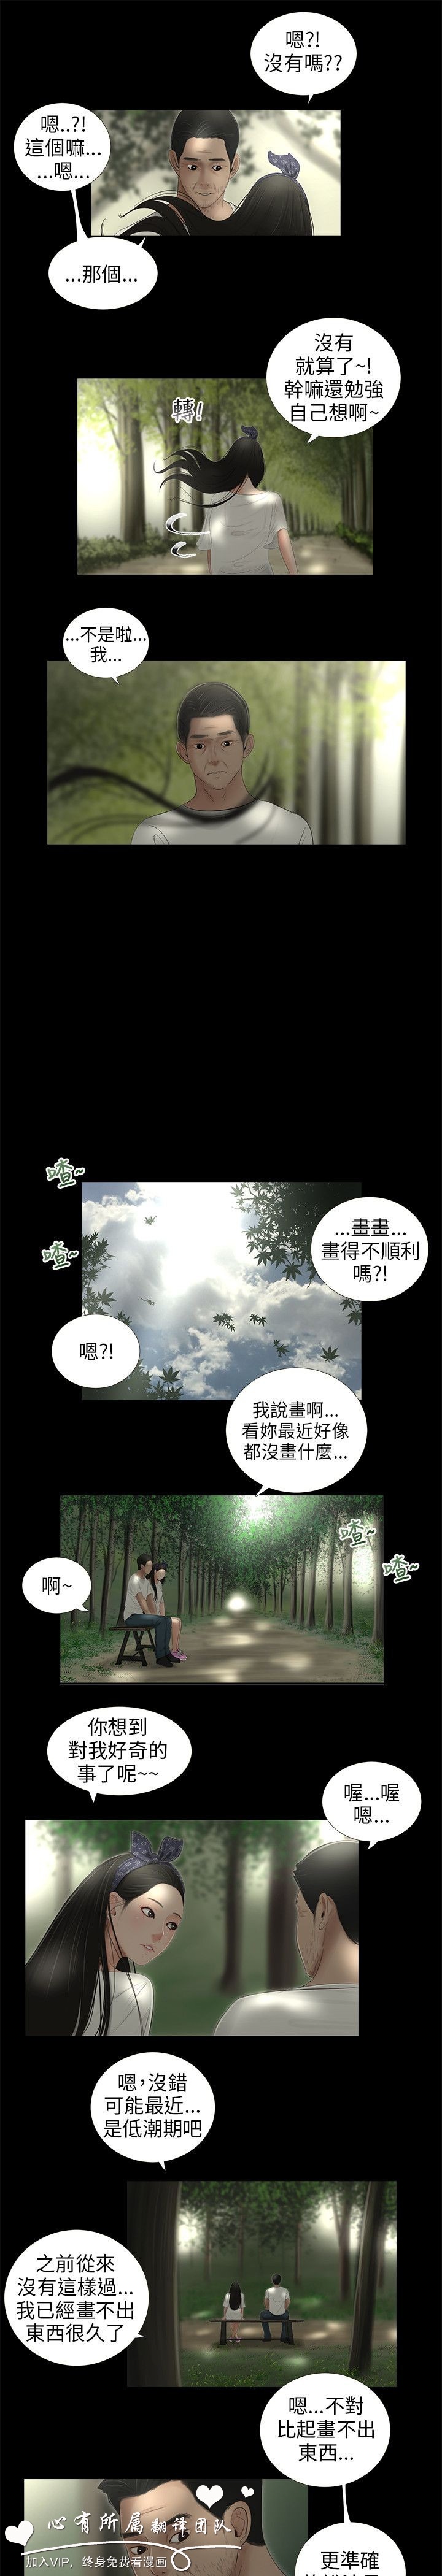 嗯?!
沒有嗎??
嗯..?!
這個嘛...
...嗯...
...那個...
沒有
就算了~!
幹嘛還勉強
自己想啊~
轉!
...不是啦...
我...
喳~
喳~
...畫畫...
畫得不順利
嗎?!
嗯?!
我說畫啊...
看妳最近好像
都沒畫什麼...
喳~
喳~
啊~
你想到
對我好奇的
事了呢~~
喔...喔
嗯...
嗯,沒錯
可能最近...
是低潮期吧
之前從來
沒有這樣過...
我已經畫不出
東西很久了
嗯...不對
比起畫不出
東西...
更準確
心有所属翻译团队
加入VIP，终身免费看漫画